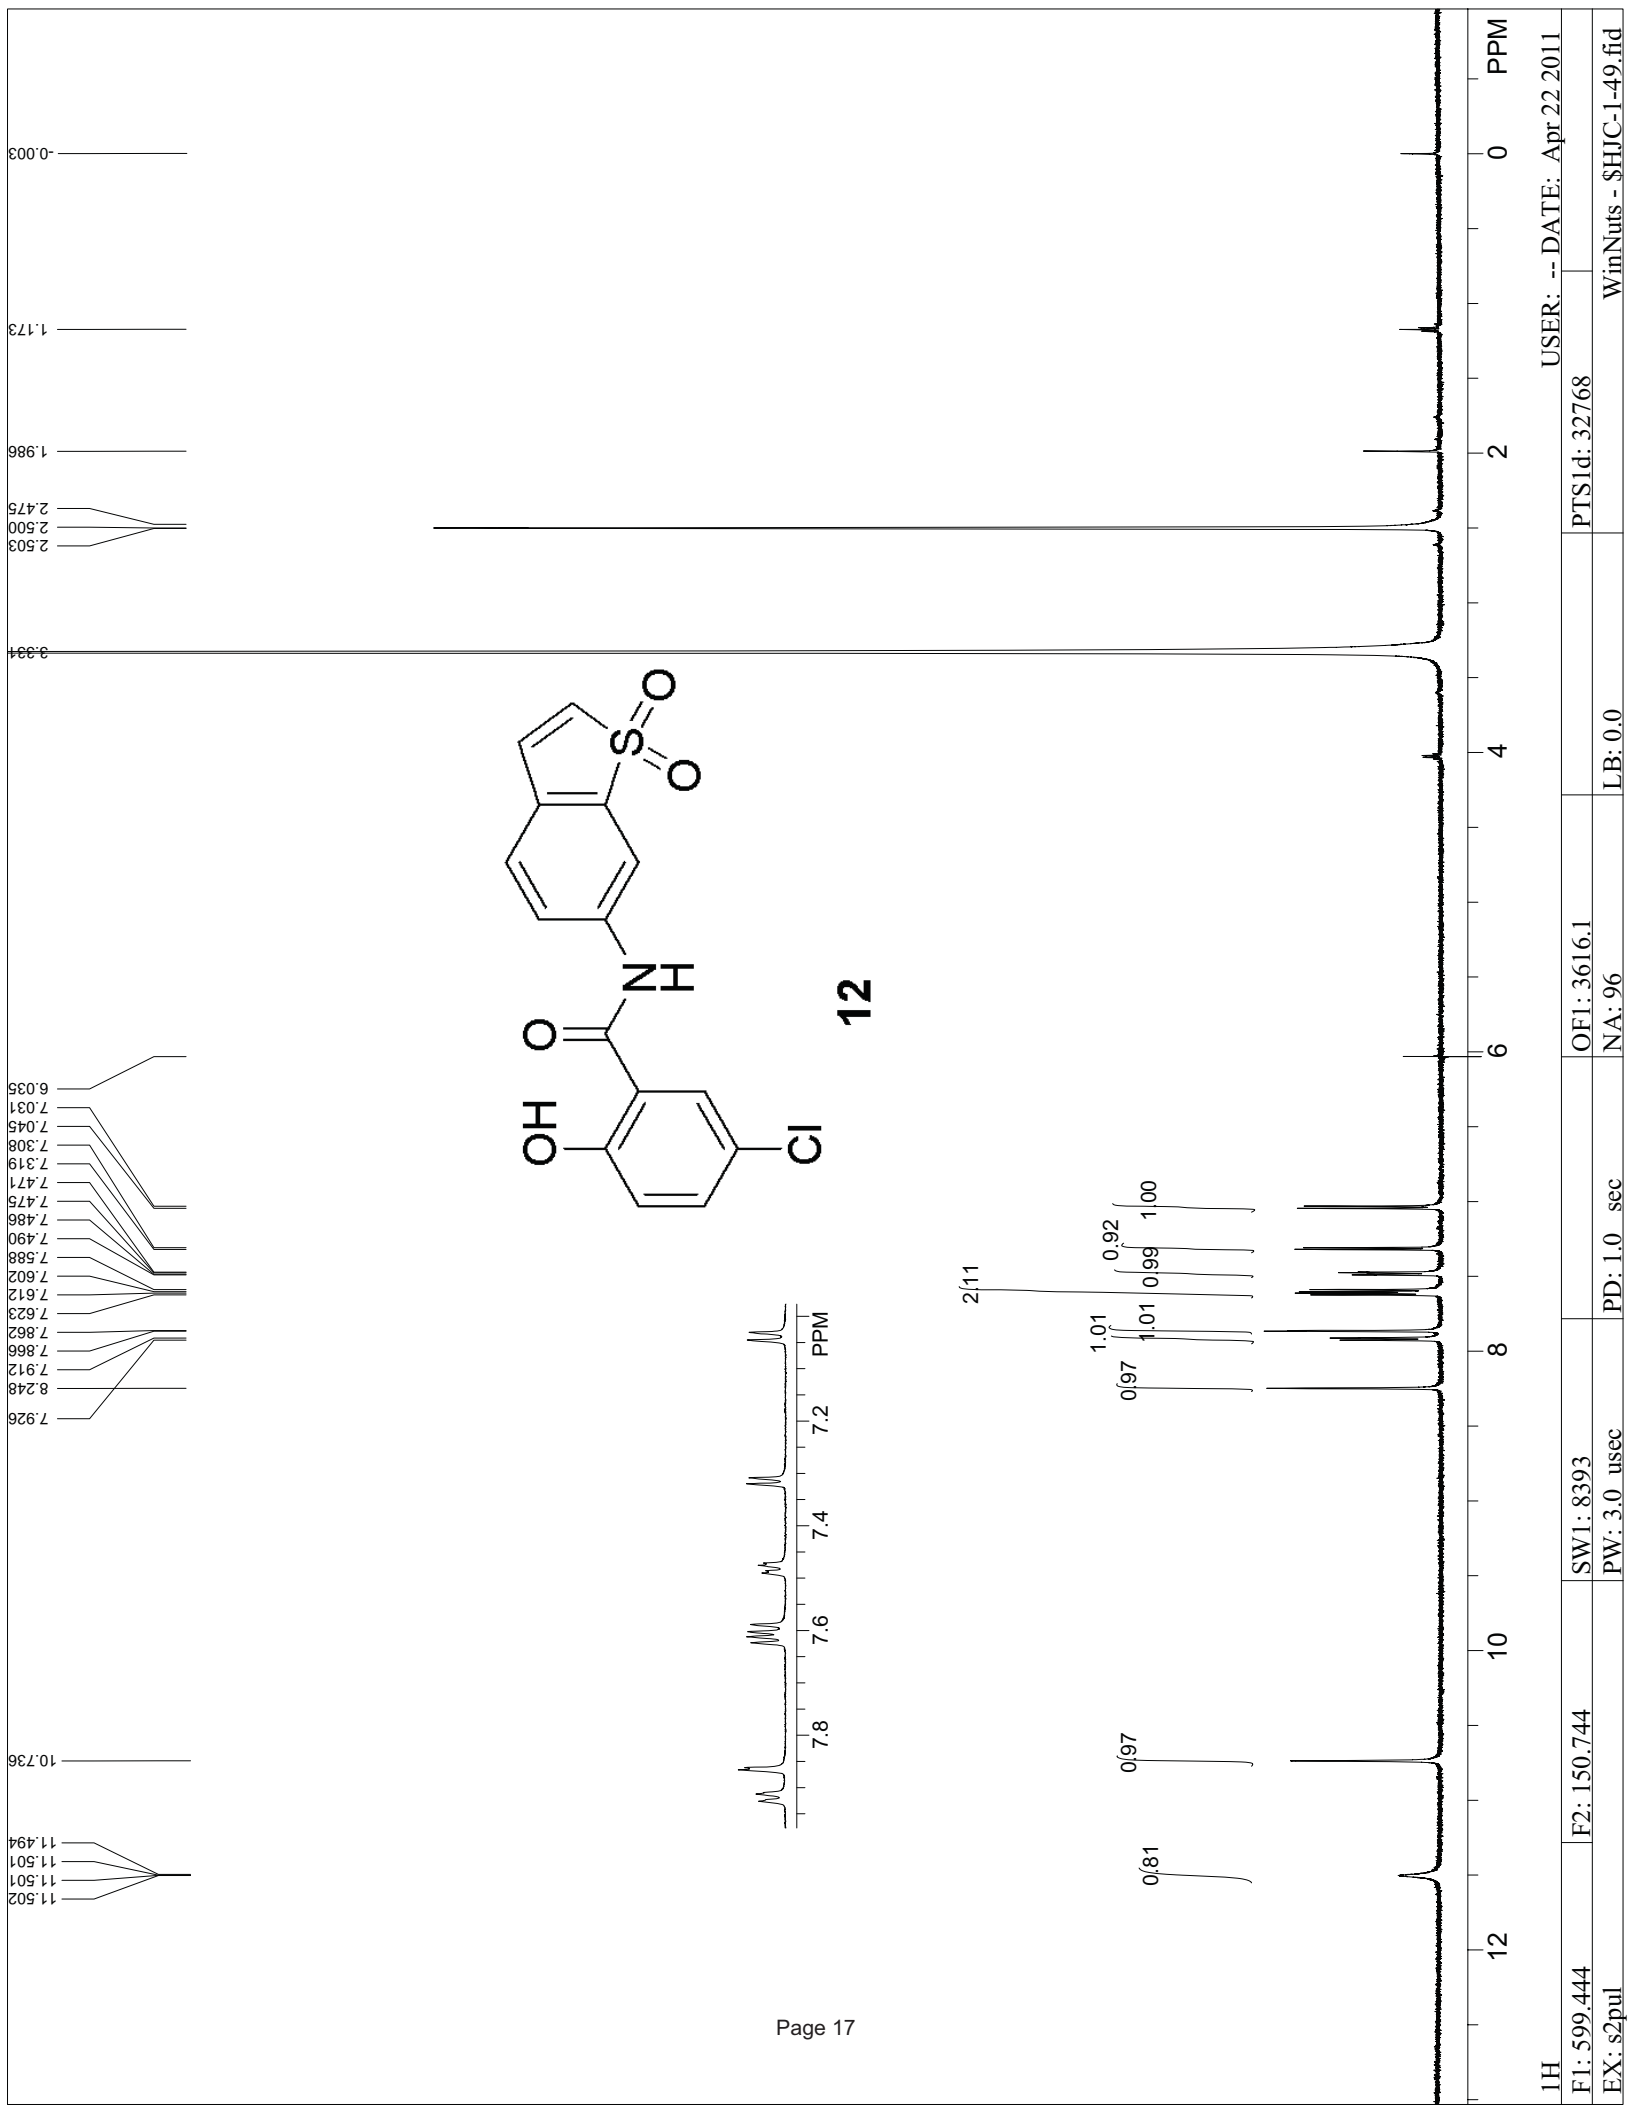 11.502
11.501
11.501
11.494
10.736
7.926
8.248
7.912
7.866
7.862
7.623
7.612
7.602
7.588
7.490
7.486
7.475
7.471
7.319
7.308
7.045
7.031
6.035
3.331
2.503
2.500
2.475
1.986
1.173
-0.003
OH
O
N
H
Cl
S
O
O
12
7.8
7.6
7.4
7.2
PPM
0.81
0.97
0.97
1.01
1.01
2.11
0.99
0.92
1.00
12
10
8
6
4
2
0
PPM
1H
USER: -- DATE: Apr 22 2011
F1: 599.444
F2: 150.744
SW1: 8393
OF1: 3616.1
PTS1d: 32768
EX: s2pul
PW: 3.0 usec
PD: 1.0 sec
NA: 96
LB: 0.0
WinNuts - $HJC-1-49.fid
Page 17